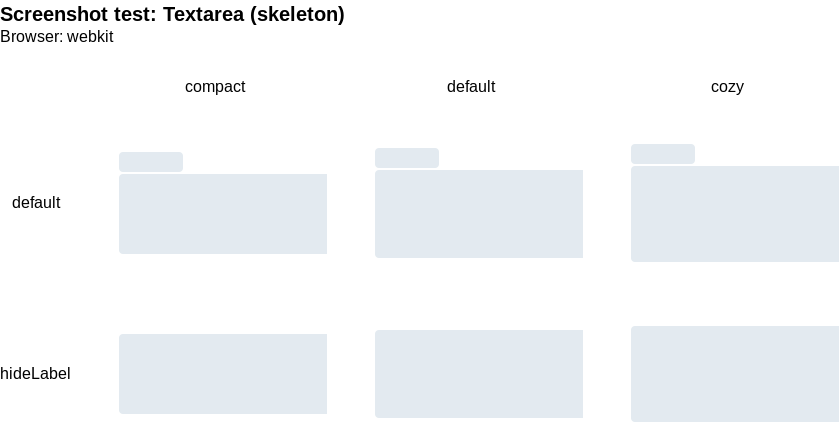 Screenshot test: Textarea (skeleton)
Browser: webkit
compact default cozy
default
hideLabel